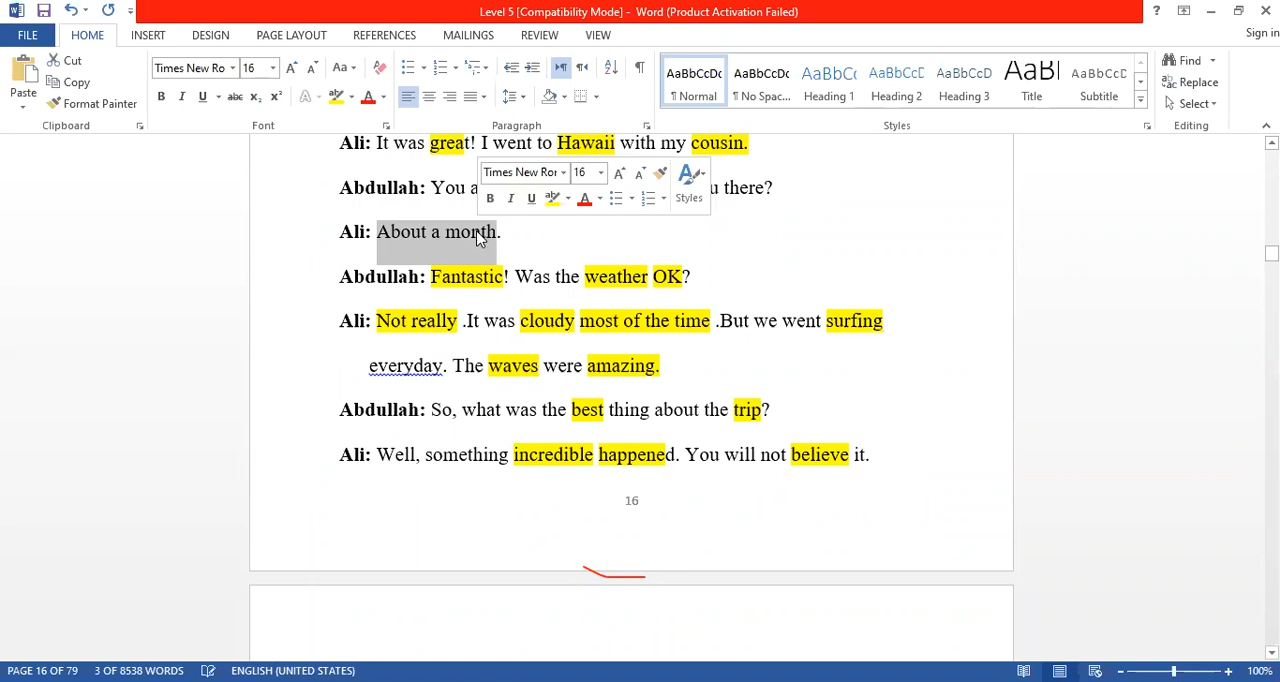 Level 5 [Compatibility Mode] - Word (Product Activation Failed)
FILE HOME INSERT DESIGN PAGE LAYOUT REFERENCES MAILINGS REVIEW VIEW Sign in
Paste Cut Copy Format Painter
Times New Ro 16
AaBbCcDc AaBbCcDc AaBbC AaBbCcE AaBbCcD AaBl AaBbCcD
¶ Normal ¶ No Spac... Heading 1 Heading 2 Heading 3 Title Subtitle
Find Replace Select
Clipboard Font Paragraph Styles Editing
Ali: It was great! I went to Hawaii with my cousin.
Times New Ror 16
Styles
Abdullah: You a u there?
Ali: About a month.
Abdullah: Fantastic! Was the weather OK?
Ali: Not really .It was cloudy most of the time .But we went surfing
everyday. The waves were amazing.
Abdullah: So, what was the best thing about the trip?
Ali: Well, something incredible happened. You will not believe it.
16
PAGE 16 OF 79 3 OF 8538 WORDS ENGLISH (UNITED STATES) 100%